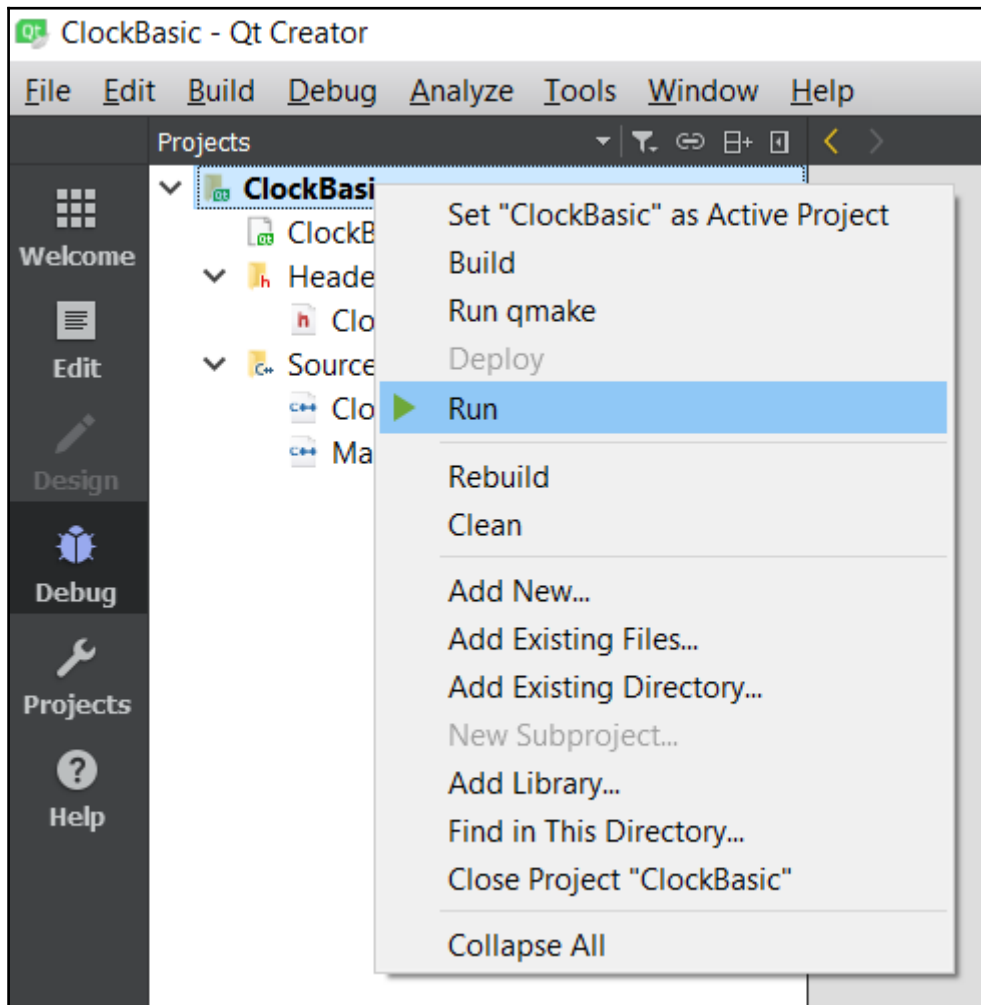 ClockBasic - Qt Creator
File Edit Build Debug Analyze Tools Window Help
Projects
Welcome
Edit
Design
Debug
Projects
Help
ClockBasi
ClockB
Heade
Clo
Source
Clo
Ma
Set "ClockBasic" as Active Project
Build
Run qmake
Deploy
Run
Rebuild
Clean
Add New...
Add Existing Files...
Add Existing Directory...
New Subproject...
Add Library...
Find in This Directory...
Close Project "ClockBasic"
Collapse All